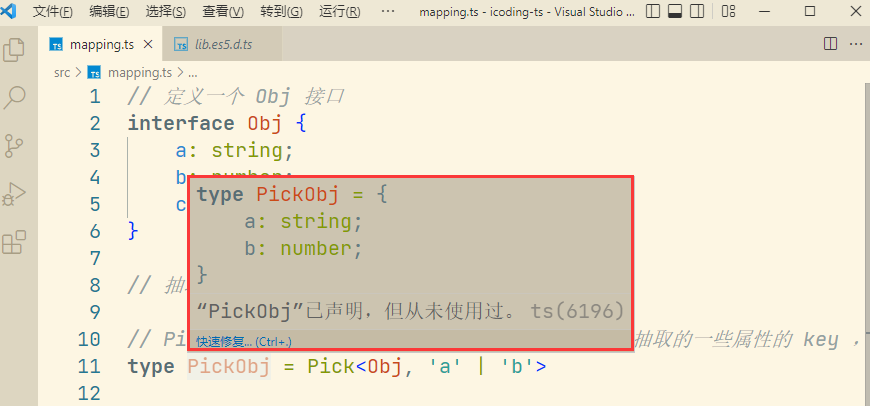 文件(F) 编辑(E) 选择(S) 查看(V) 转到(G) 运行(R) ··· mapping.ts - icoding-ts - Visual Studio ...
TS mapping.ts × TS lib.es5.d.ts ···
src > TS mapping.ts > ...
1 // 定义一个 Obj 接口
2 interface Obj {
3 a: string;
4 b: number;
5 c
6 }
7
8 // 抽
9
10 // Pi 抽取的一些属性的 key ，
11 type PickObj = Pick<Obj, 'a' | 'b'>
12
type PickObj = {
a: string;
b: number;
}
“PickObj”已声明，但从未使用过。 ts(6196)
快速修复... (Ctrl+.)